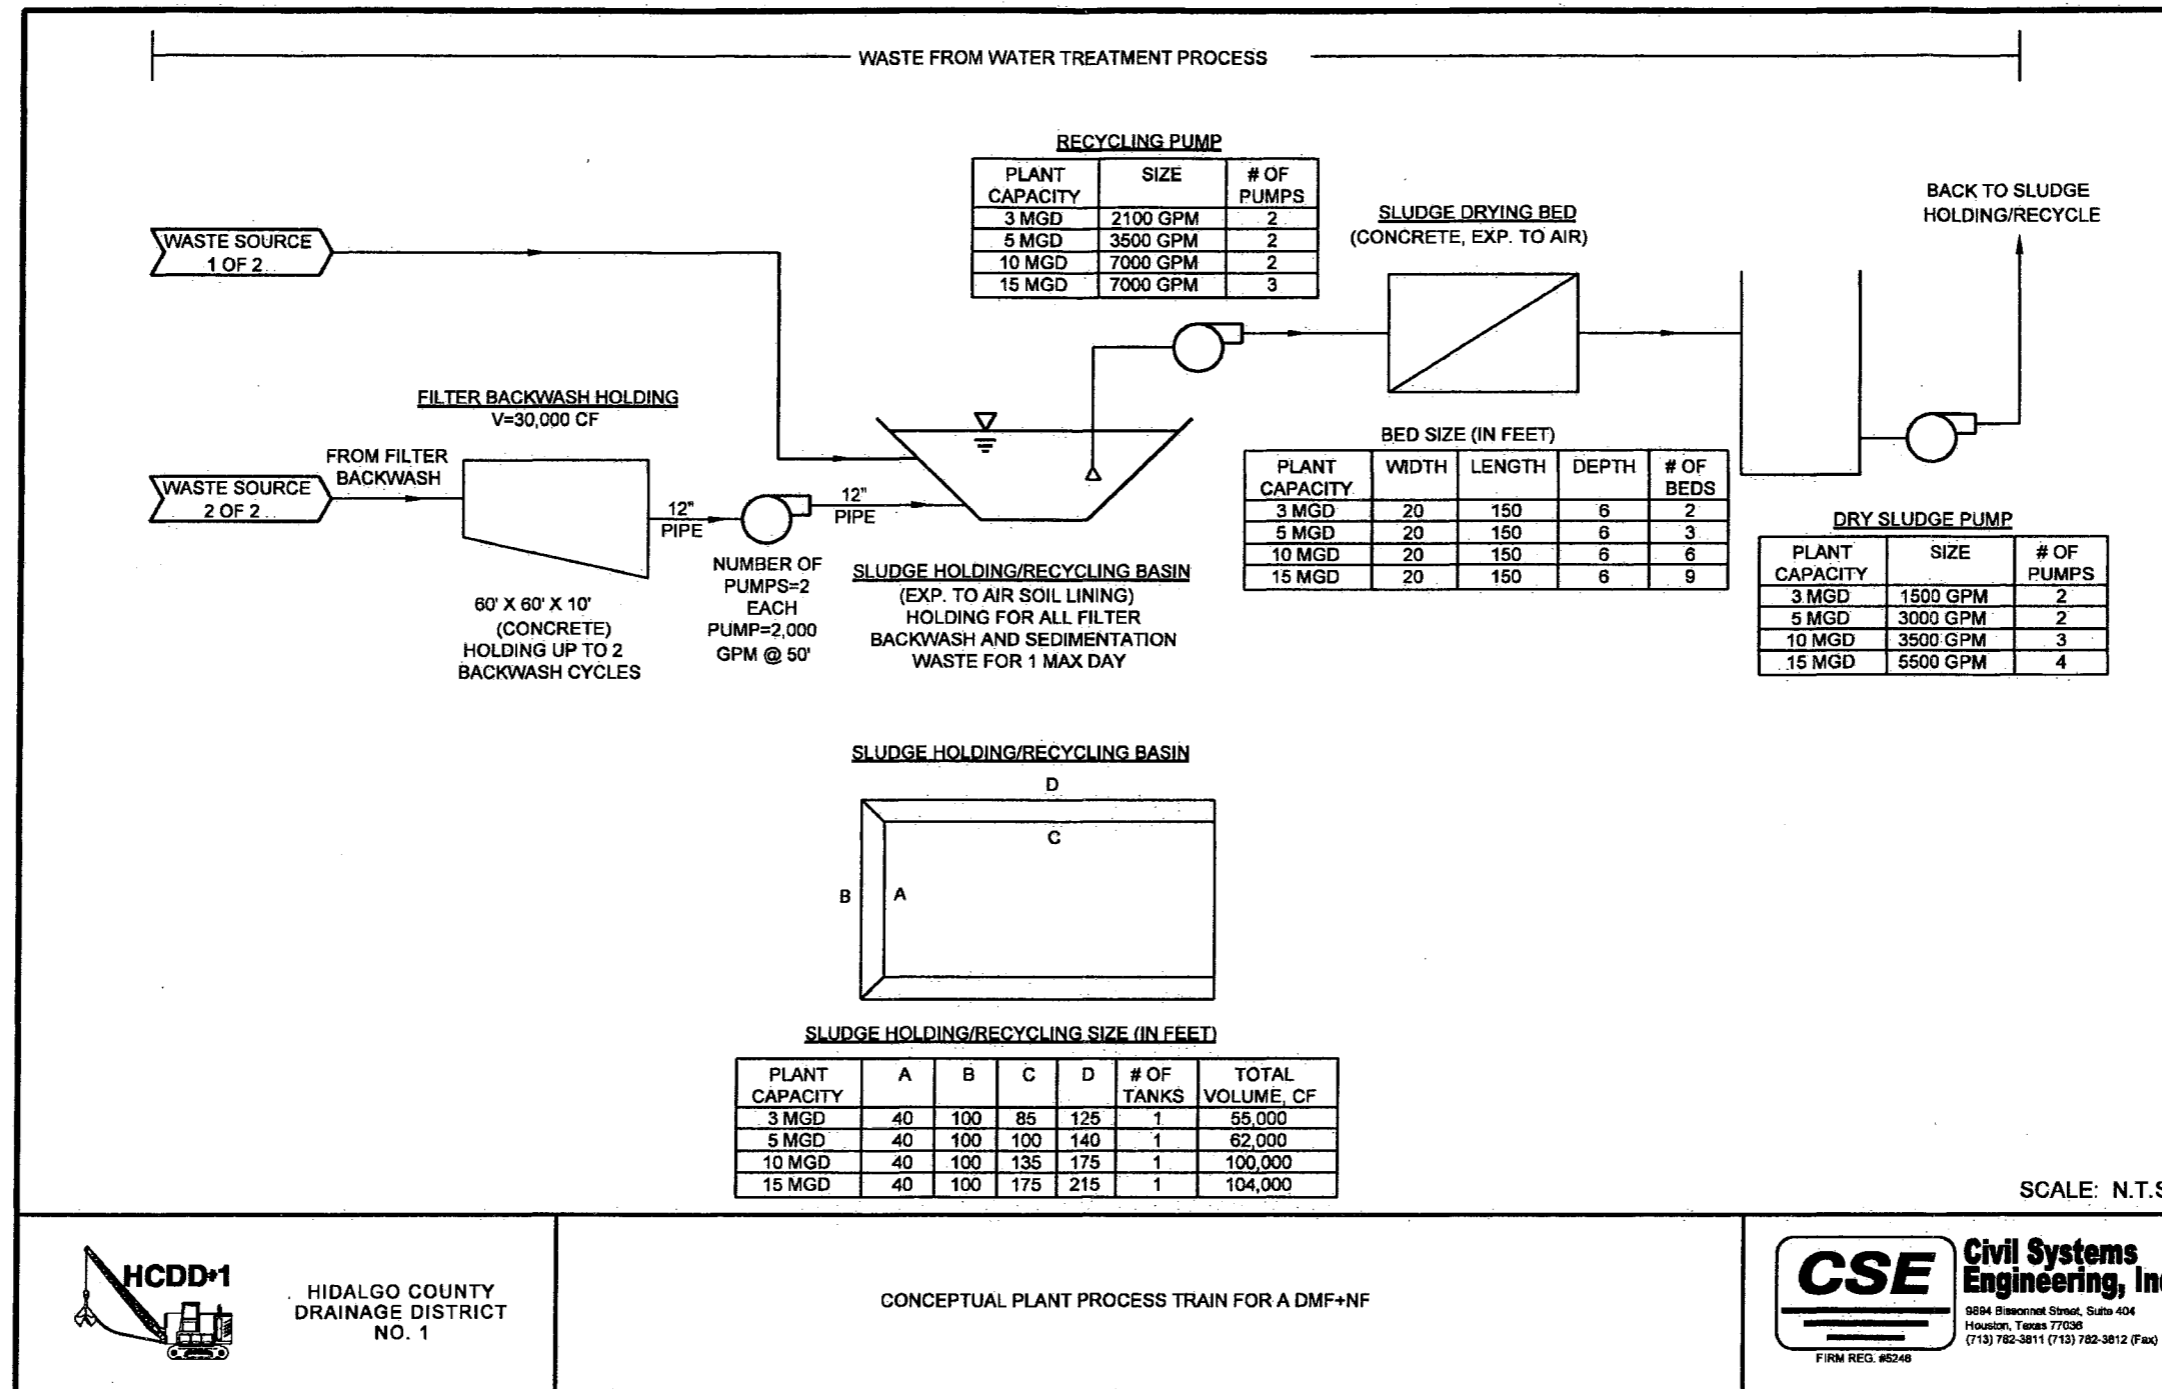 WASTE FROM WATER TREATMENT PROCESS
RECYCLING PUMP
PLANT CAPACITY SIZE # OF PUMPS
3 MGD 2100 GPM 2
5 MGD 3500 GPM 2
10 MGD 7000 GPM 2
15 MGD 7000 GPM 3
BACK TO SLUDGE
HOLDING/RECYCLE
SLUDGE DRYING BED
(CONCRETE, EXP. TO AIR)
WASTE SOURCE
1 OF 2
FILTER BACKWASH HOLDING
V=30,000 CF
FROM FILTER
BACKWASH
WASTE SOURCE
2 OF 2
12"
PIPE
12"
PIPE
60' X 60' X 10'
(CONCRETE)
HOLDING UP TO 2
BACKWASH CYCLES
NUMBER OF
PUMPS=2
EACH
PUMP=2,000
GPM @ 50'
SLUDGE HOLDING/RECYCLING BASIN
(EXP. TO AIR SOIL LINING)
HOLDING FOR ALL FILTER
BACKWASH AND SEDIMENTATION
WASTE FOR 1 MAX DAY
BED SIZE (IN FEET)
PLANT CAPACITY WIDTH LENGTH DEPTH # OF BEDS
3 MGD 20 150 6 2
5 MGD 20 150 6 3
10 MGD 20 150 6 6
15 MGD 20 150 6 9
DRY SLUDGE PUMP
PLANT CAPACITY SIZE # OF PUMPS
3 MGD 1500 GPM 2
5 MGD 3000 GPM 2
10 MGD 3500 GPM 3
15 MGD 5500 GPM 4
SLUDGE HOLDING/RECYCLING BASIN
D
C
B A
SLUDGE HOLDING/RECYCLING SIZE (IN FEET)
PLANT CAPACITY A B C D # OF TANKS TOTAL VOLUME, CF
3 MGD 40 100 85 125 1 55,000
5 MGD 40 100 100 140 1 62,000
10 MGD 40 100 135 175 1 100,000
15 MGD 40 100 175 215 1 104,000
SCALE: N.T.S
HCDD#1
HIDALGO COUNTY
DRAINAGE DISTRICT
NO. 1
CONCEPTUAL PLANT PROCESS TRAIN FOR A DMF+NF
CSE
FIRM REG. #5246
Civil Systems
Engineering, Inc
9894 Bissonnet Street, Suite 404
Houston, Texas 77036
(713) 782-3811 (713) 782-3812 (Fax)